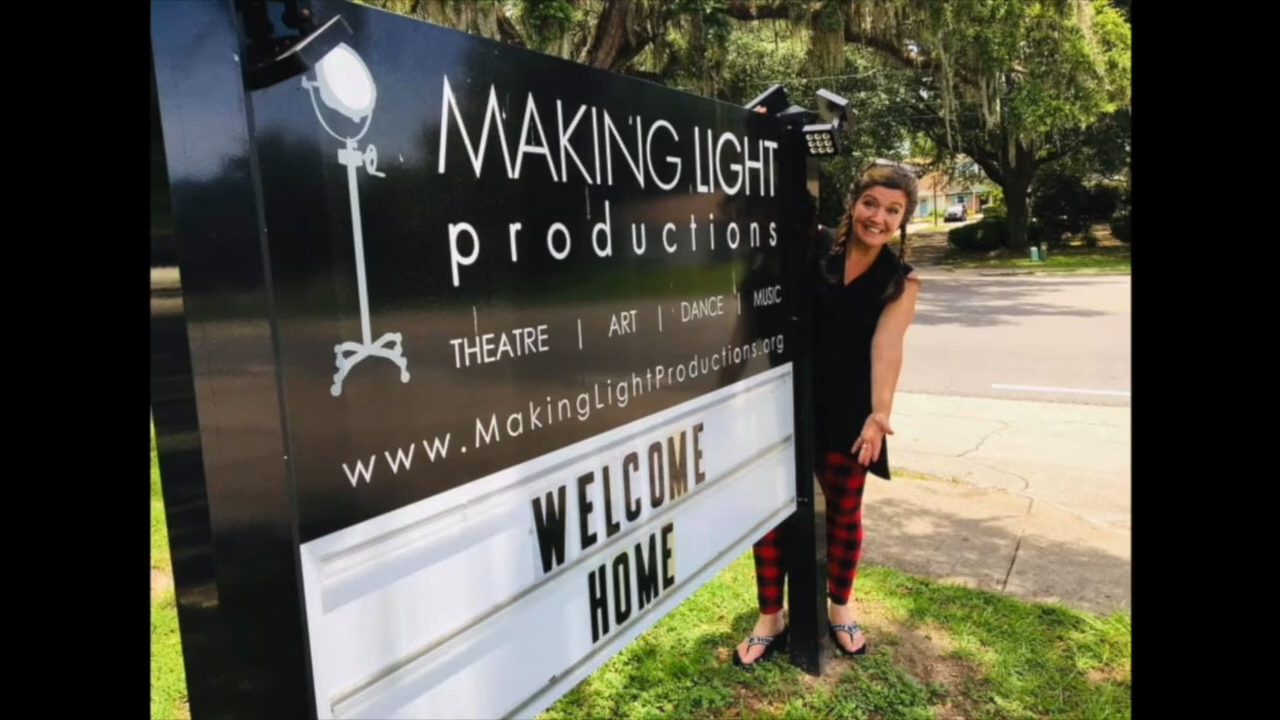 MAKING LIGHT
productions
THEATRE | ART | DANCE | MUSIC
www.MakingLightProductions.org
WELCOME
HOME